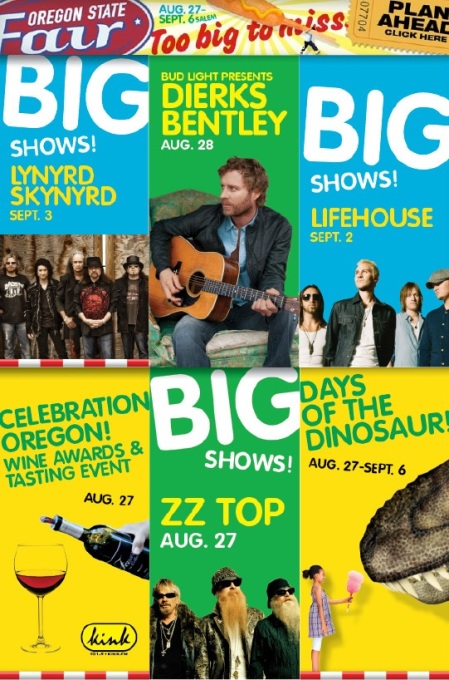 OREGON STATE
Fair
AUG. 27-
SEPT. 6 SALEM
Too big to miss.
07704
PLAN
AHEAD
CLICK HERE
BIG
SHOWS!
LYNYRD
SKYNYRD
SEPT. 3
BUD LIGHT PRESENTS
DIERKS
BENTLEY
AUG. 28
BIG
SHOWS!
LIFEHOUSE
SEPT. 2
CELEBRATION
OREGON!
WINE AWARDS &
TASTING EVENT
AUG. 27
kink
BIG
SHOWS!
ZZ TOP
AUG. 27
DAYS
OF THE
DINOSAUR!
AUG. 27-SEPT. 6